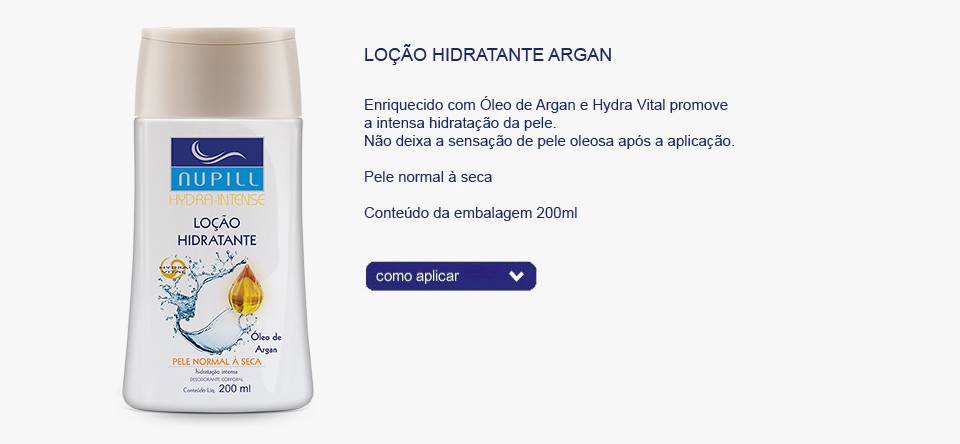 NUPILL
HYDRA-INTENSE
LOÇÃO
HIDRATANTE
HYDRA
VITAL
Óleo de
Argan
PELE NORMAL À SECA
hidratação intensa
DESODORANTE CORPORAL
Conteúdo Líq. 200 ml
LOÇÃO HIDRATANTE ARGAN
Enriquecido com Óleo de Argan e Hydra Vital promove
a intensa hidratação da pele.
Não deixa a sensação de pele oleosa após a aplicação.
Pele normal à seca
Conteúdo da embalagem 200ml
como aplicar